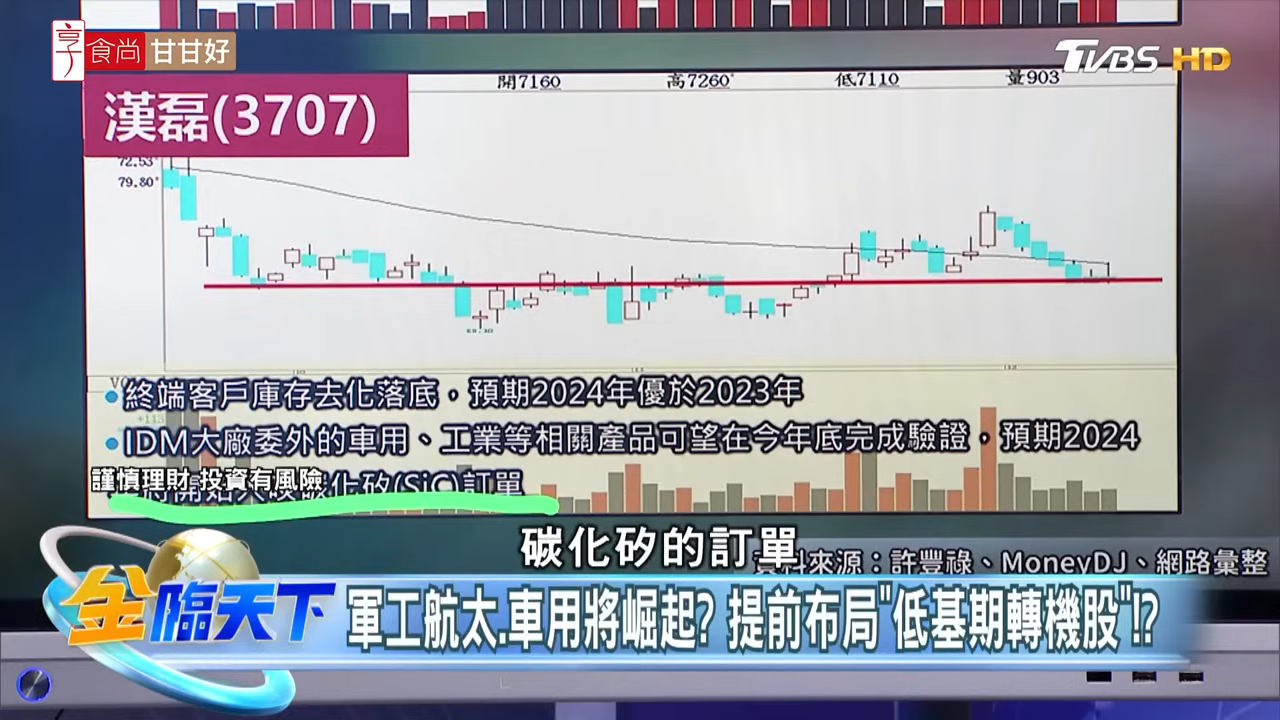 享
食尚 甘甘好
TVBS HD
開7160 高7260 低7110 量903
漢磊(3707)
72.53
79.80
終端客戶庫存去化落底，預期2024年優於2023年
IDM大廠委外的車用、工業等相關產品可望在今年底完成驗證，預期2024
化矽(SiC)訂單
謹慎理財 投資有風險
碳化矽的訂單
料來源：許豐祿、MoneyDJ、網路彙整
金臨天下
軍工航太.車用將崛起? 提前布局"低基期轉機股"!?